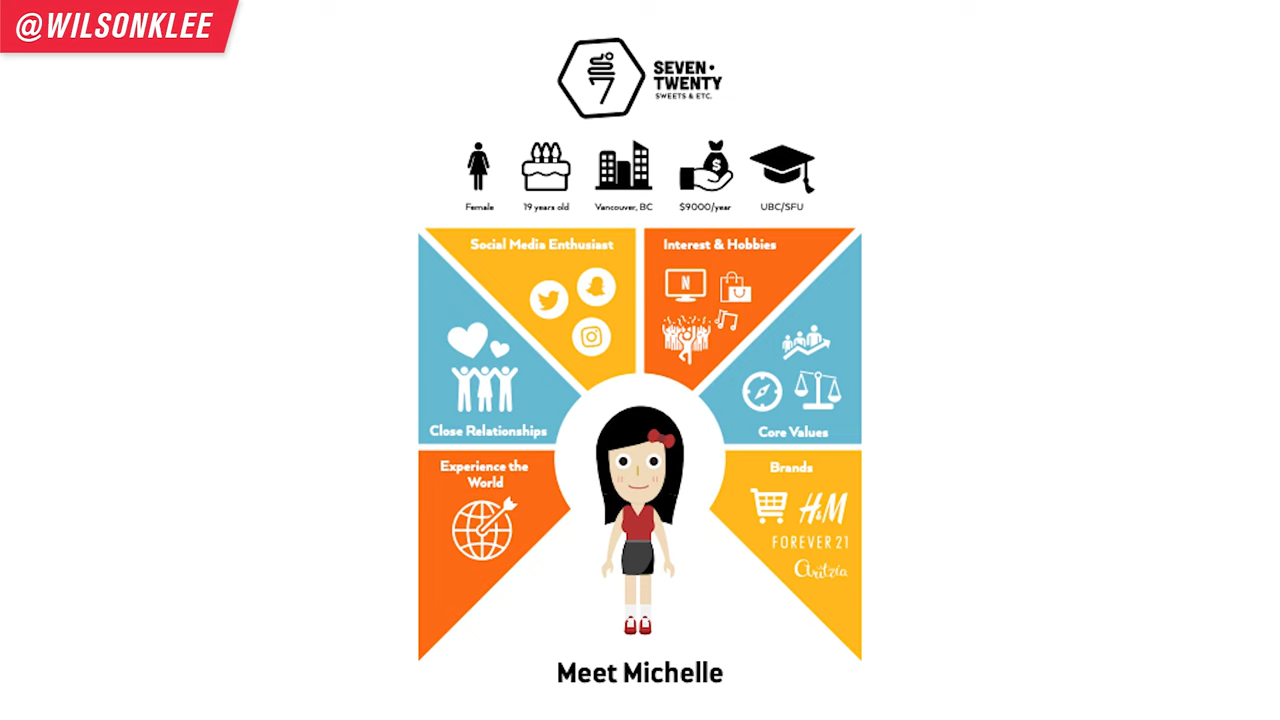 @WILSONKLEE
SEVEN •
TWENTY
SWEETS & ETC.
7
Female
19 years old
Vancouver, BC
$
$9000/year
UBC/SFU
Social Media Enthusiast
Interest & Hobbies
N
Close Relationships
Core Values
Experience the
World
Brands
H&M
FOREVER 21
Aritzia
Meet Michelle